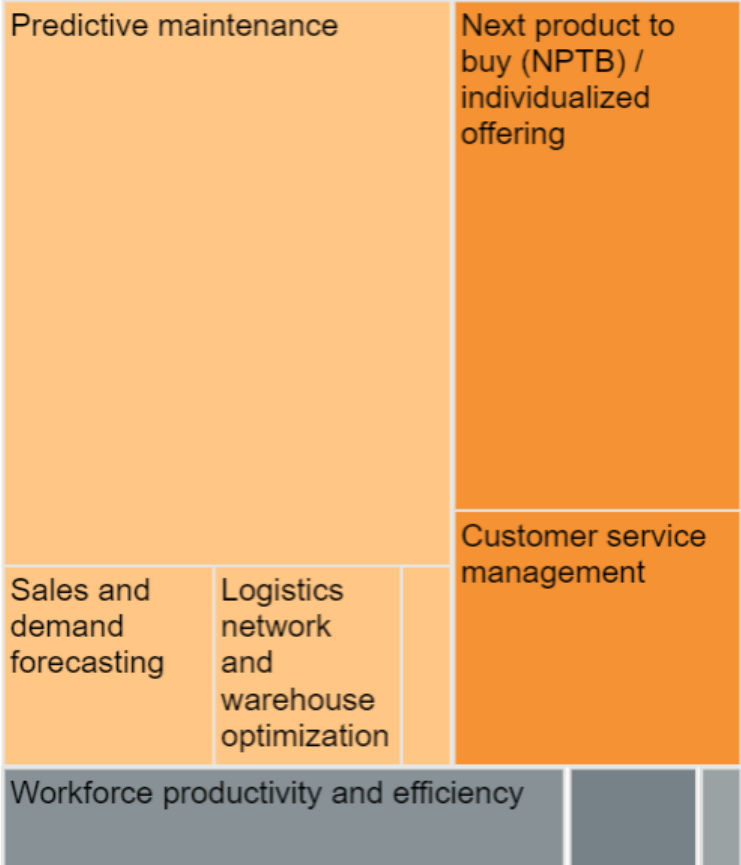 Predictive maintenance
Next product to
buy (NPTB) /
individualized
offering
Customer service
management
Sales and
demand
forecasting
Logistics
network
and
warehouse
optimization
Workforce productivity and efficiency